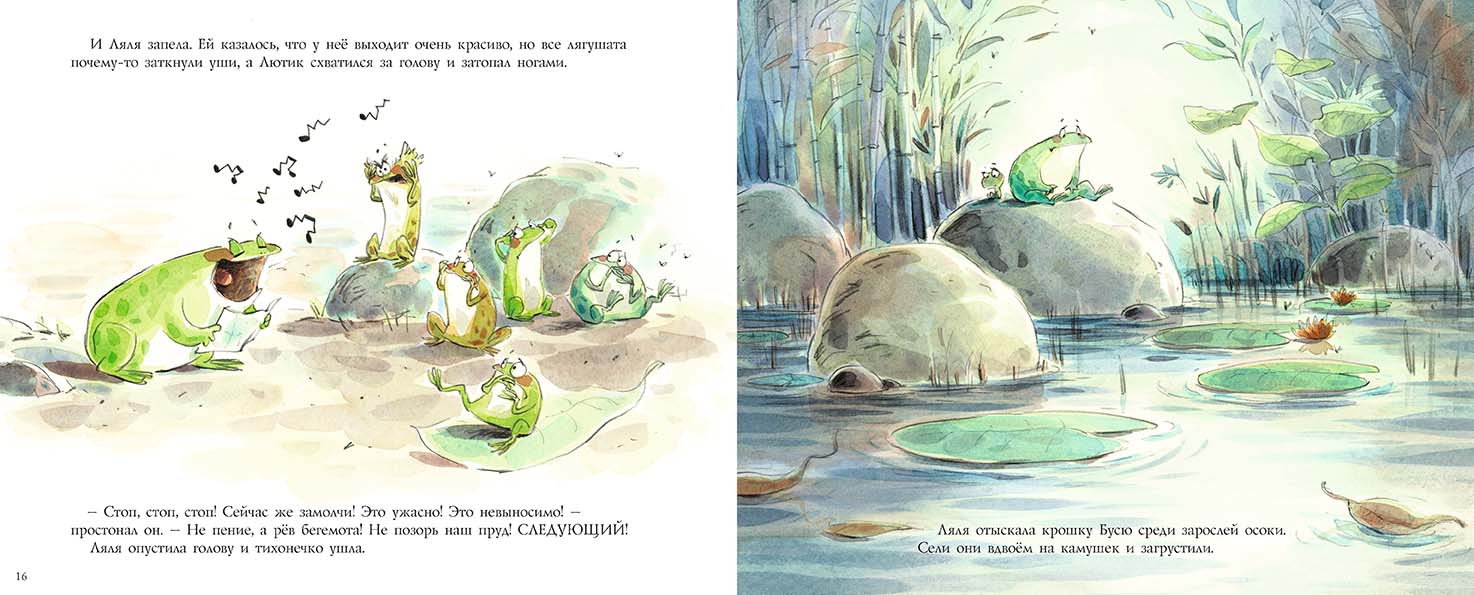 И Ляля запела. Ей казалось, что у неё выходит очень красиво, но все лягушата
почему-то заткнули уши, а Лютик схватился за голову и затопал ногами.
– Стоп, стоп, стоп! Сейчас же замолчи! Это ужасно! Это невыносимо! –
простонал он. – Не пение, а рёв бегемота! Не позорь наш пруд! СЛЕДУЮЩИЙ!
Ляля опустила голову и тихонечко ушла.
16
Ляля отыскала крошку Бусю среди зарослей осоки.
Сели они вдвоём на камушек и загрустили.